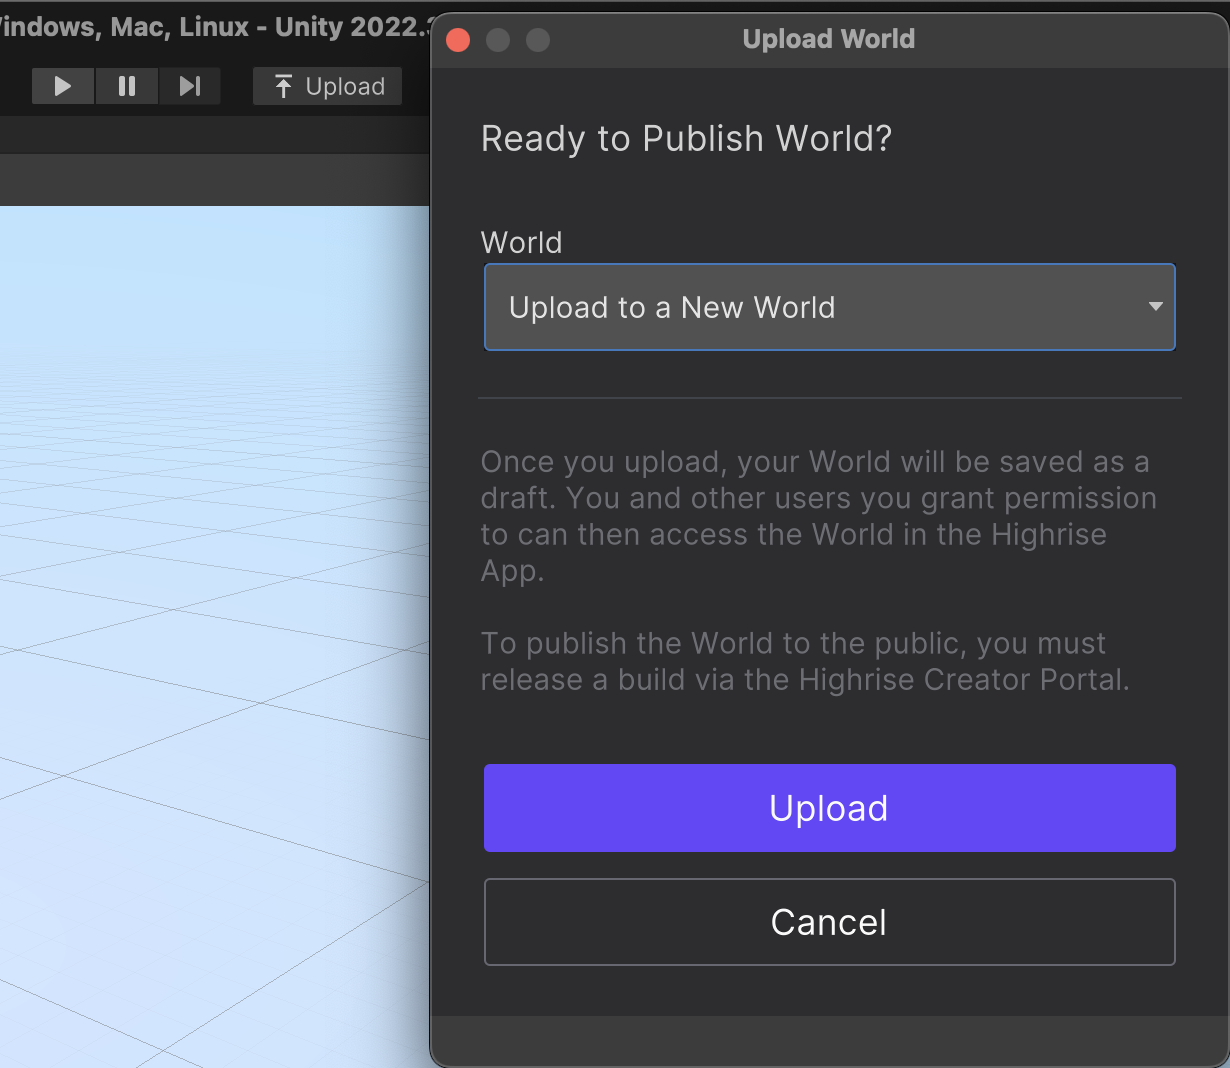 indows, Mac, Linux - Unity 2022.
Upload World
Upload
Ready to Publish World?
World
Upload to a New World
Once you upload, your World will be saved as a
draft. You and other users you grant permission
to can then access the World in the Highrise
App.
To publish the World to the public, you must
release a build via the Highrise Creator Portal.
Upload
Cancel